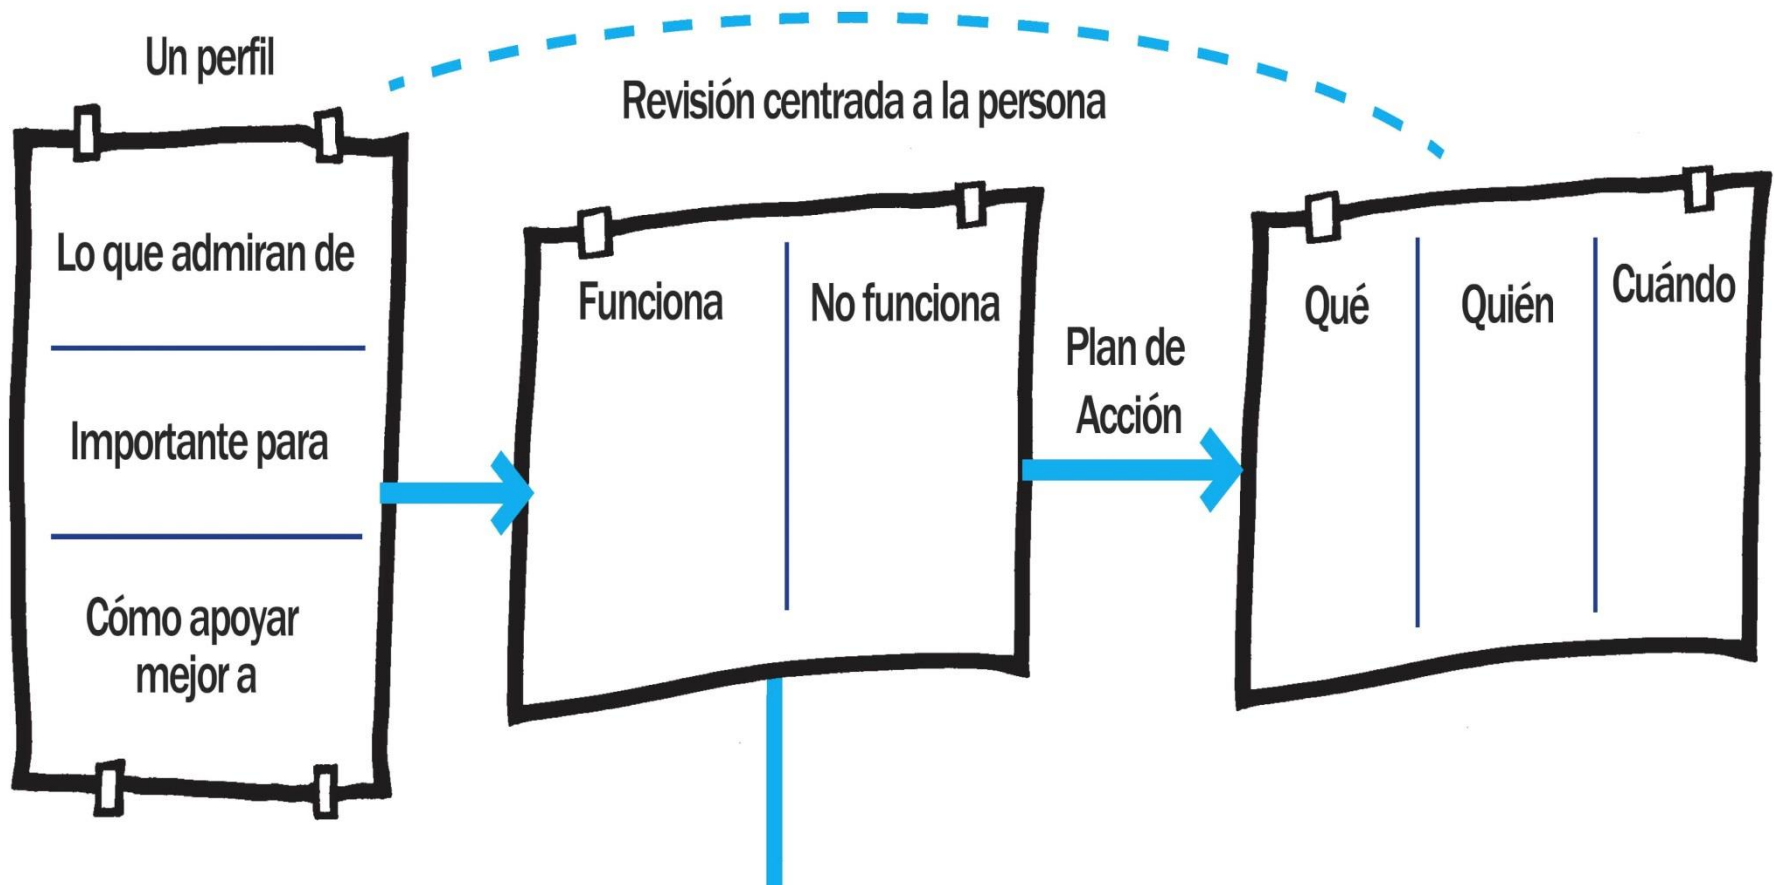 Un perfil
Lo que admiran de
Importante para
Cómo apoyar
mejor a
Revisión centrada a la persona
Funciona
No funciona
Plan de
Acción
Qué
Quién
Cuándo